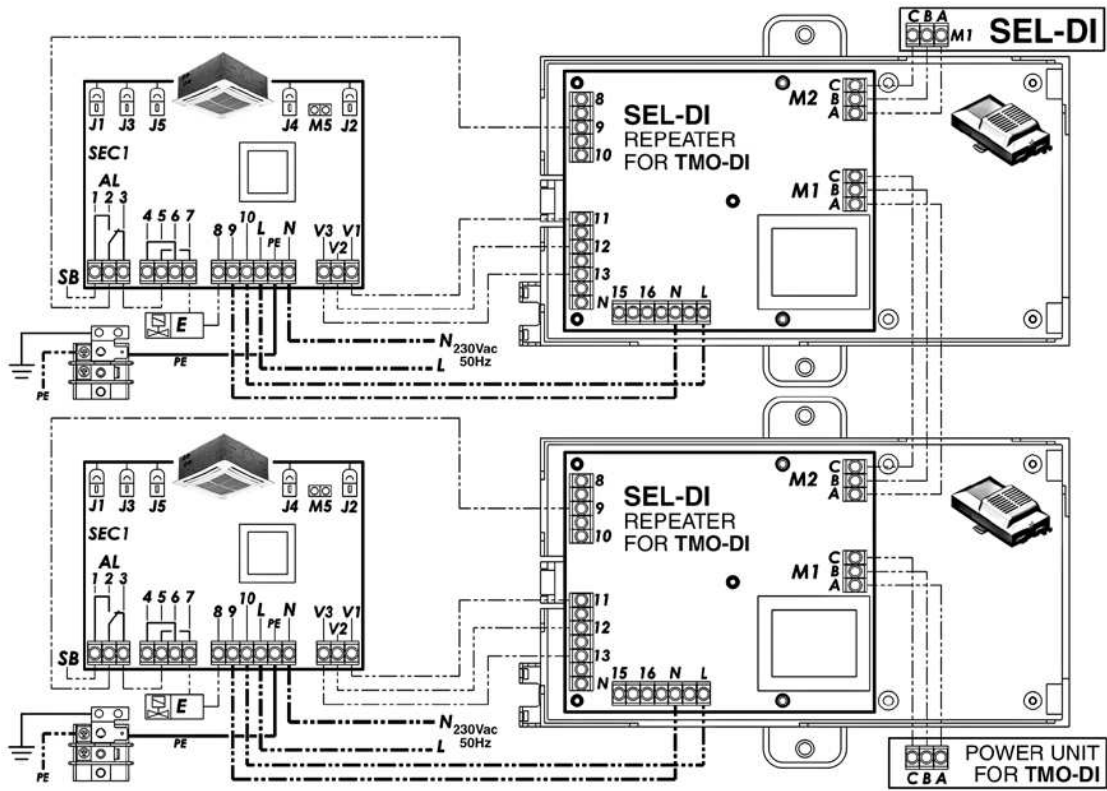 C B A
M1 SEL-DI
J1 J3 J5 J4 M5 J2
SEC1
AL
1 2 3
4 5 6 7
8 9 10 L PE N
V3 V2 V1
SB
E
PE
PE
N 230Vac
L 50Hz
8
9
10
SEL-DI
REPEATER
FOR TMO-DI
M2
C
B
A
M1
C
B
A
11
12
13
N
15 16 N L
J1 J3 J5 J4 M5 J2
SEC1
AL
1 2 3
4 5 6 7
8 9 10 L PE N
V3 V2 V1
SB
E
PE
PE
N 230Vac
L 50Hz
8
9
10
SEL-DI
REPEATER
FOR TMO-DI
M2
C
B
A
M1
C
B
A
11
12
13
N
15 16 N L
C B A
POWER UNIT
FOR TMO-DI